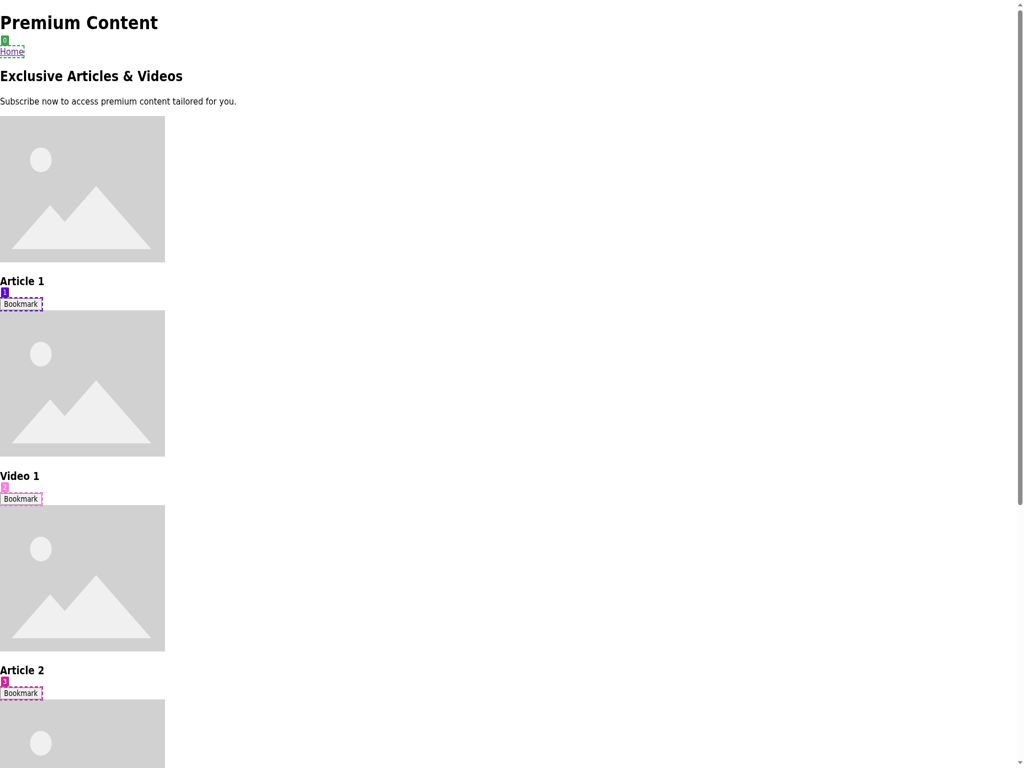 Premium Content
0
Home
Exclusive Articles & Videos
Subscribe now to access premium content tailored for you.
Article 1
1
Bookmark
Video 1
2
Bookmark
Article 2
3
Bookmark